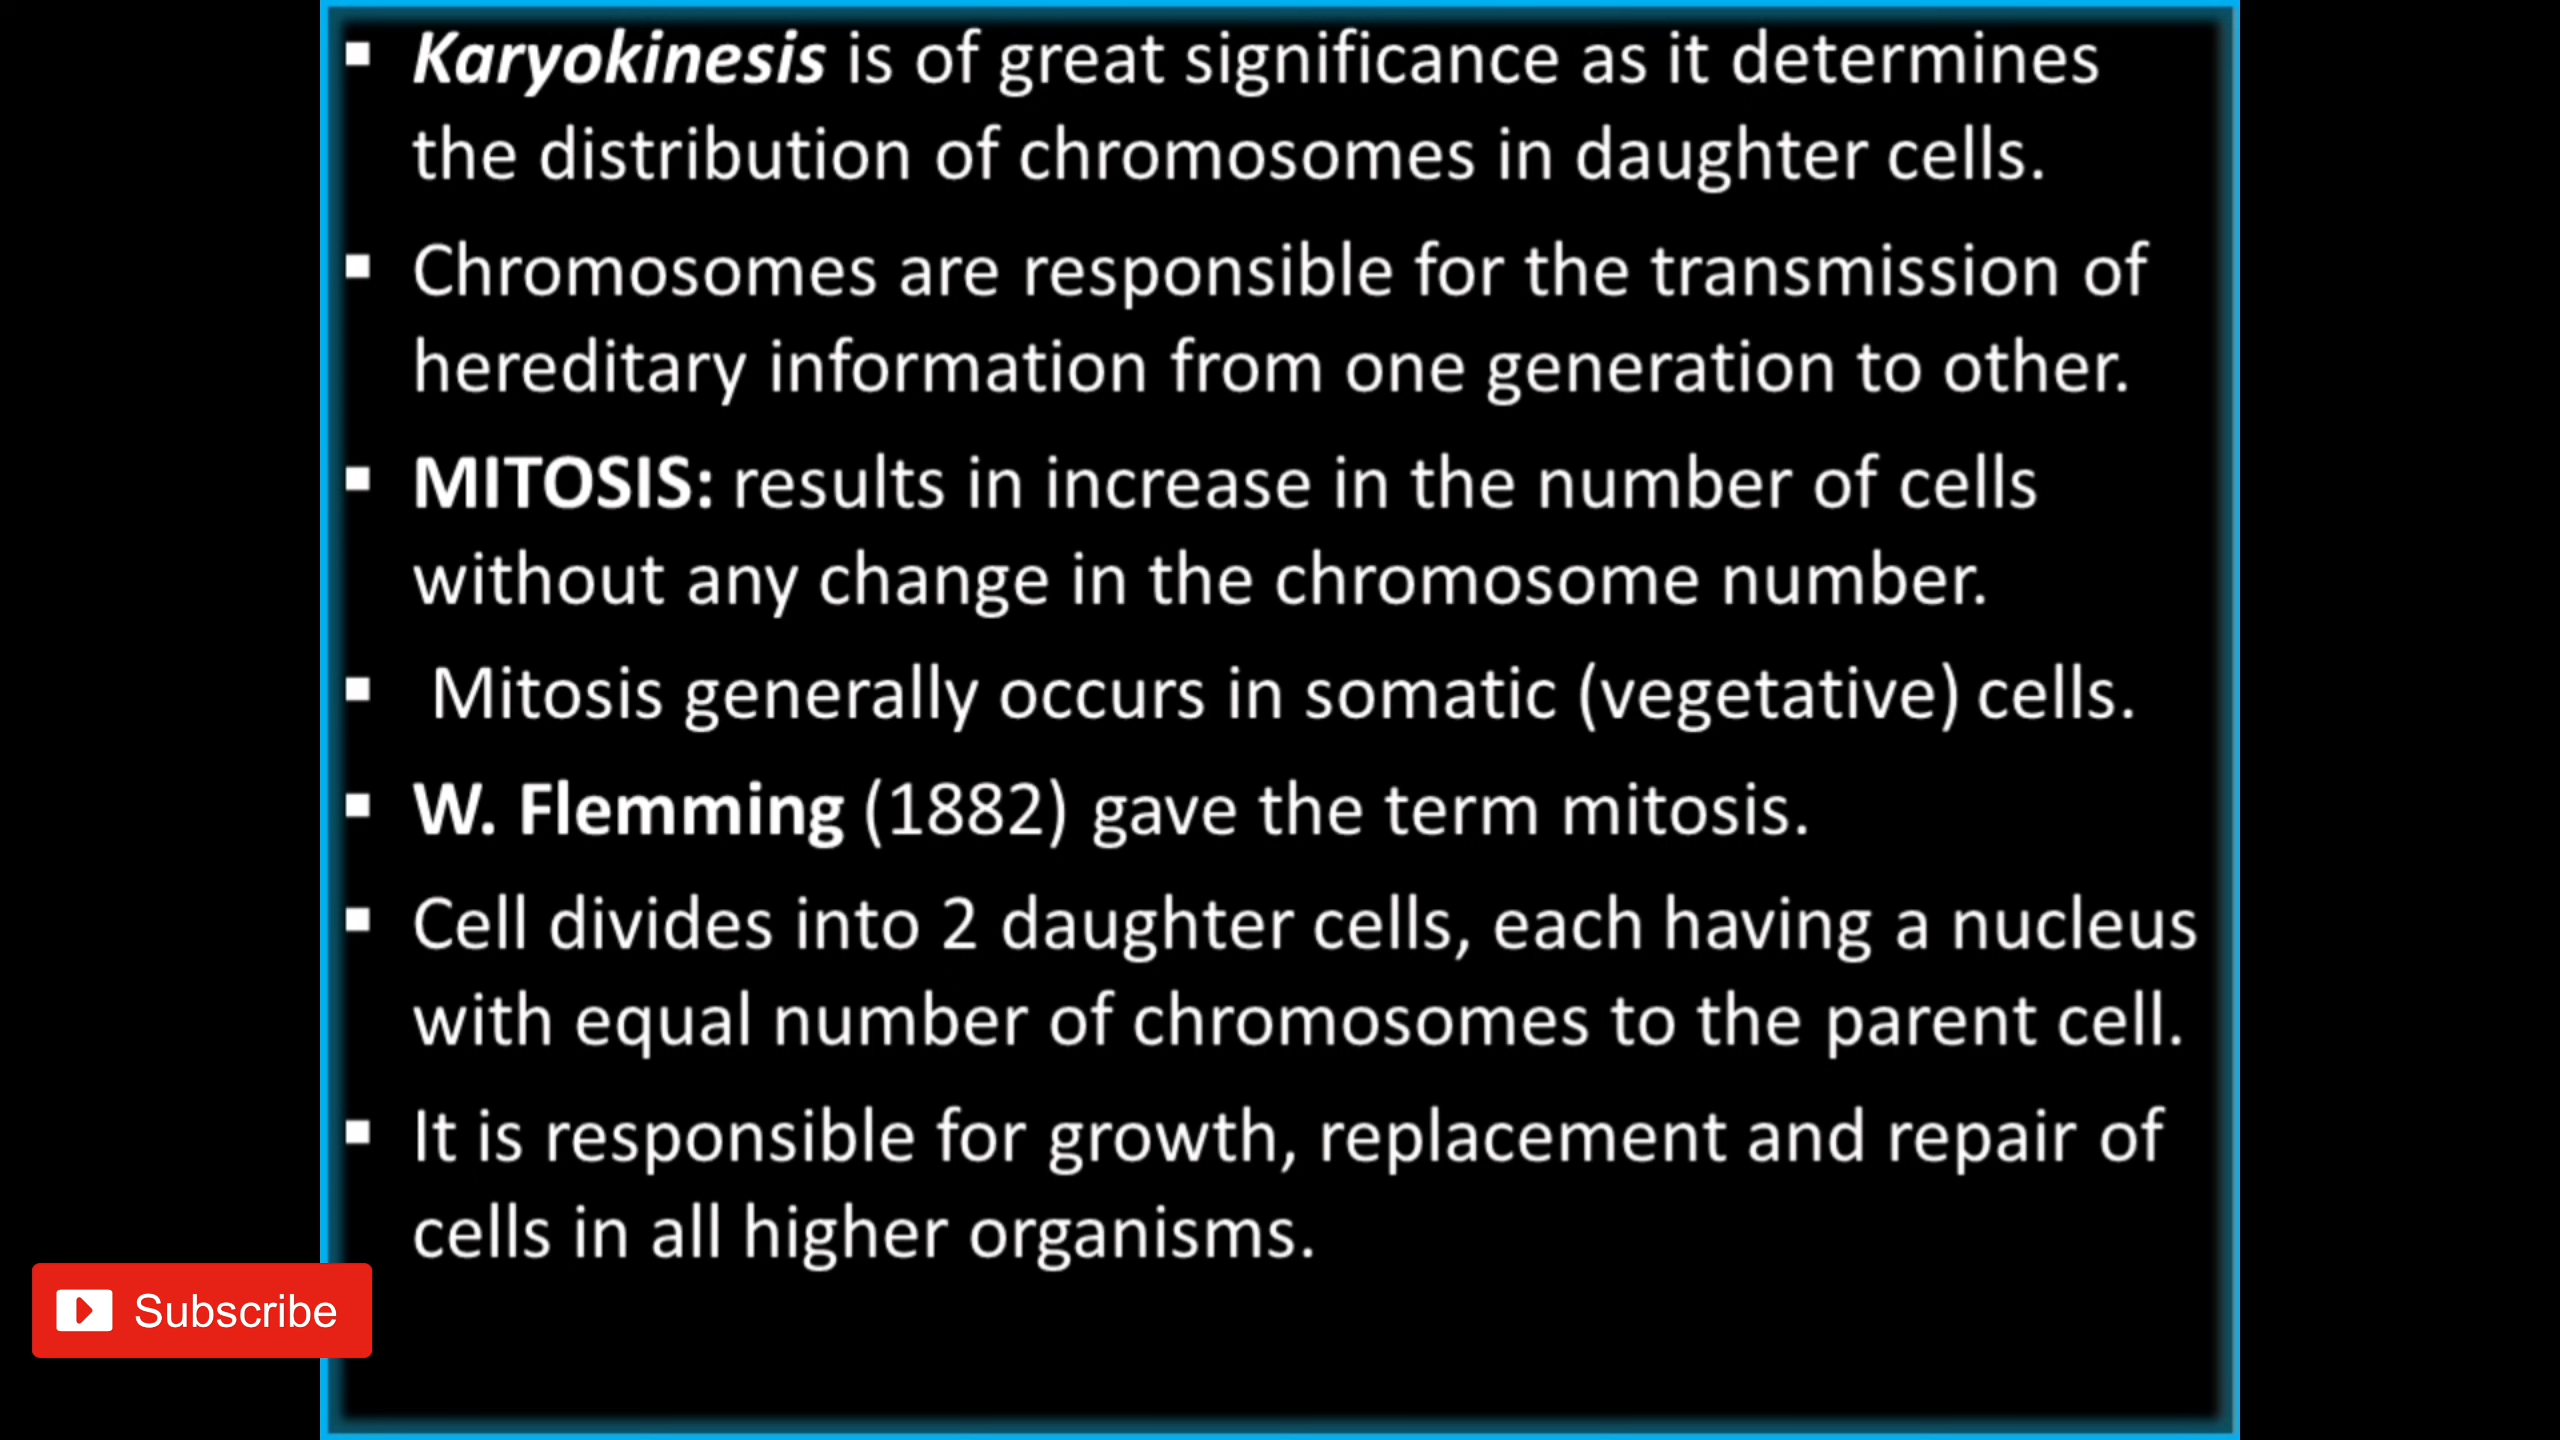 ▪ Karyokinesis is of great significance as it determines
the distribution of chromosomes in daughter cells.
▪ Chromosomes are responsible for the transmission of
hereditary information from one generation to other.
▪ MITOSIS: results in increase in the number of cells
without any change in the chromosome number.
▪ Mitosis generally occurs in somatic (vegetative) cells.
▪ W. Flemming (1882) gave the term mitosis.
▪ Cell divides into 2 daughter cells, each having a nucleus
with equal number of chromosomes to the parent cell.
▪ It is responsible for growth, replacement and repair of
cells in all higher organisms.
Subscribe